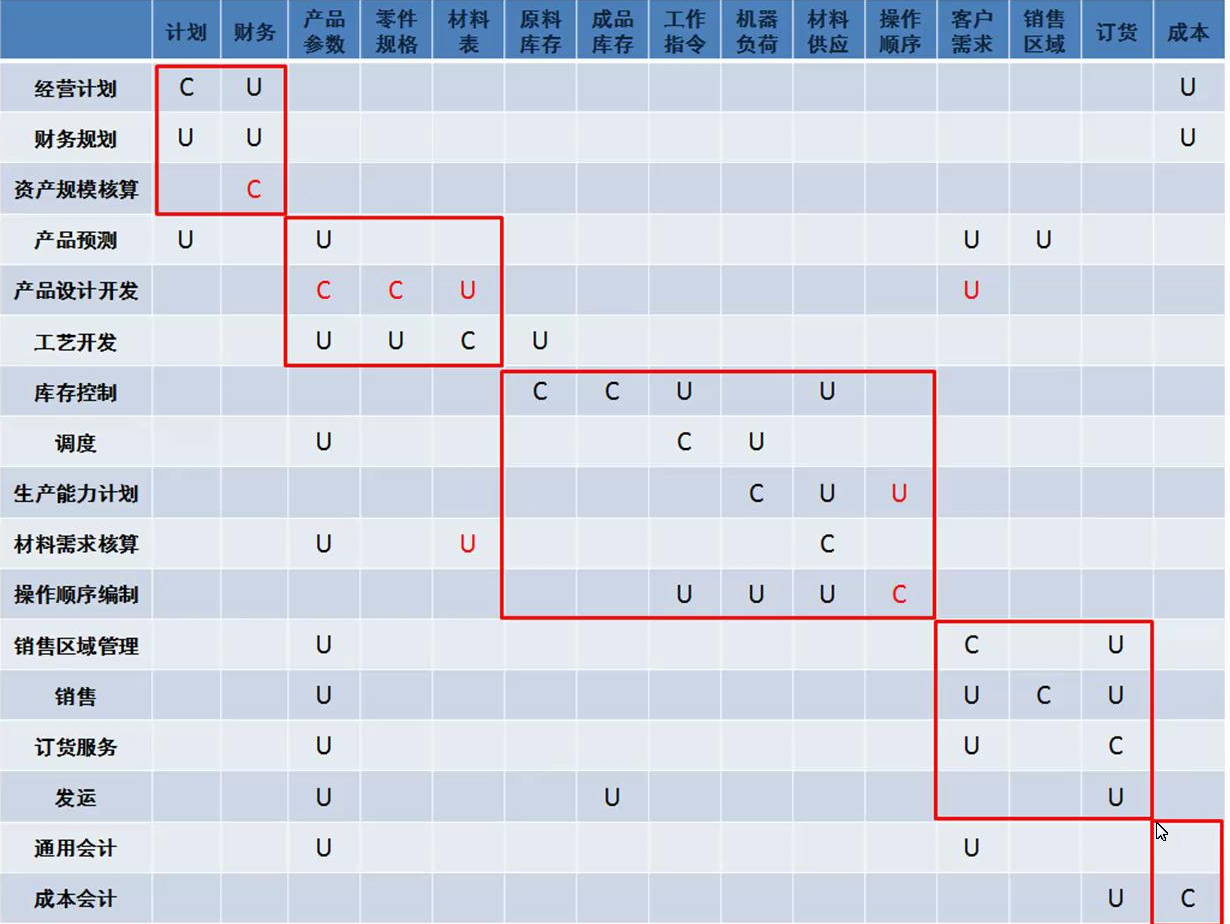 计划 财务 产品参数 零件规格 材料表 原料库存 成品库存 工作指令 机器负荷 材料供应 操作顺序 客户需求 销售区域 订货 成本
经营计划 C U U
财务规划 U U U
资产规模核算 C
产品预测 U U U U
产品设计开发 C C U U
工艺开发 U U C U
库存控制 C C U U
调度 U C U
生产能力计划 C U U
材料需求核算 U U C
操作顺序编制 U U U C
销售区域管理 U C U
销售 U U C U
订货服务 U U C
发运 U U U
通用会计 U U
成本会计 U C